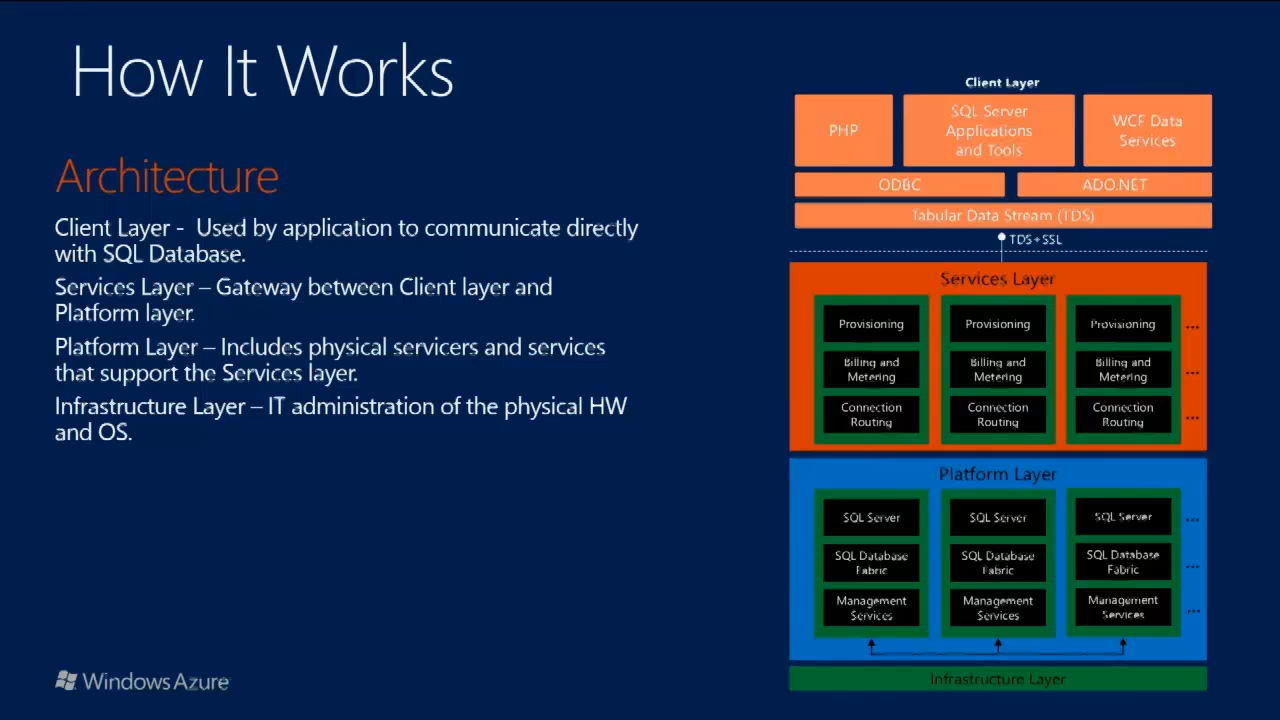 How It Works
Architecture
Client Layer - Used by application to communicate directly
with SQL Database.
Services Layer – Gateway between Client layer and
Platform layer.
Platform Layer – Includes physical servicers and services
that support the Services layer.
Infrastructure Layer – IT administration of the physical HW
and OS.
Windows Azure
Client Layer
PHP
SQL Server
Applications
and Tools
WCF Data
Services
ODBC
ADO.NET
Tabular Data Stream (TDS)
TDS+SSL
Services Layer
Provisioning
Provisioning
Provisioning
...
Billing and
Metering
Billing and
Metering
Billing and
Metering
...
Connection
Routing
Connection
Routing
Connection
Routing
...
Platform Layer
SQL Server
SQL Server
SQL Server
...
SQL Database
Fabric
SQL Database
Fabric
SQL Database
Fabric
...
Management
Services
Management
Services
Management
Services
...
Infrastructure Layer